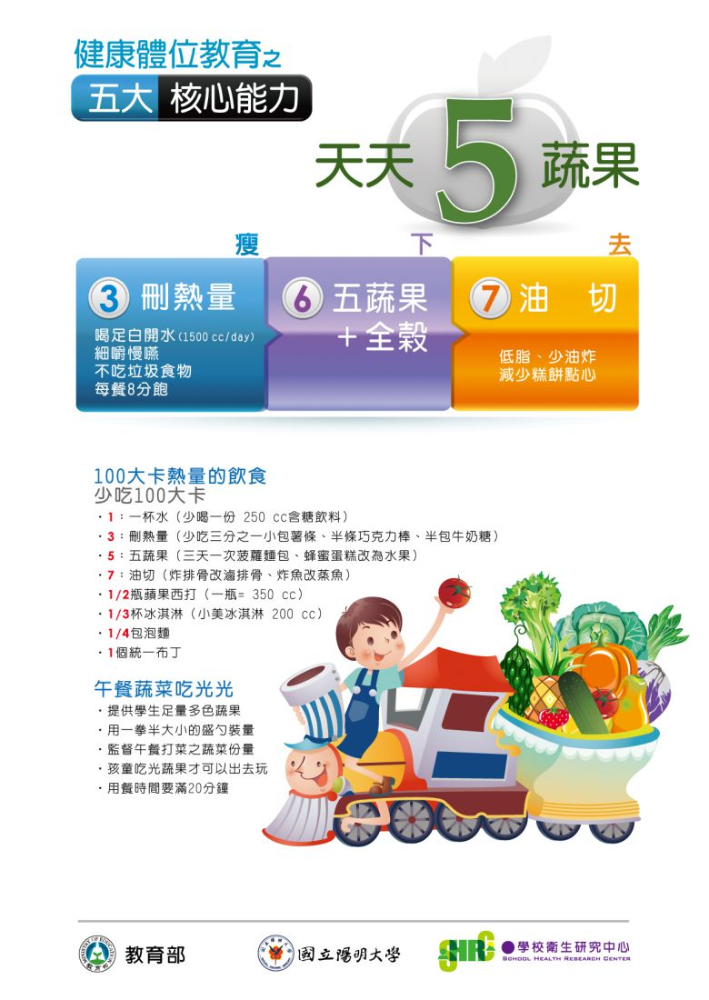 健康體位教育之
五大 核心能力
天天 5 蔬果
瘦 下 去
3 刪熱量
喝足白開水(1500 cc/day)
細嚼慢嚥
不吃垃圾食物
每餐8分飽
6 五蔬果
＋全穀
7 油 切
低脂、少油炸
減少糕餅點心
100大卡熱量的飲食
少吃100大卡
·1：一杯水（少喝一份 250 cc含糖飲料）
·3：刪熱量（少吃三分之一小包薯條、半條巧克力棒、半包牛奶糖）
·5：五蔬果（三天一次菠蘿麵包、蜂蜜蛋糕改為水果）
·7：油切（炸排骨改滷排骨、炸魚改蒸魚）
·1/2瓶蘋果西打（一瓶= 350 cc）
·1/3杯冰淇淋（小美冰淇淋 200 cc）
·1/4包泡麵
·1個統一布丁
午餐蔬菜吃光光
·提供學生足量多色蔬果
·用一拳半大小的盛勺裝量
·監督午餐打菜之蔬菜份量
·孩童吃光蔬果才可以出去玩
·用餐時間要滿20分鐘
教育部
國立陽明大學
SHRC
●學校衛生研究中心
SCHOOL HEALTH RESEARCH CENTER